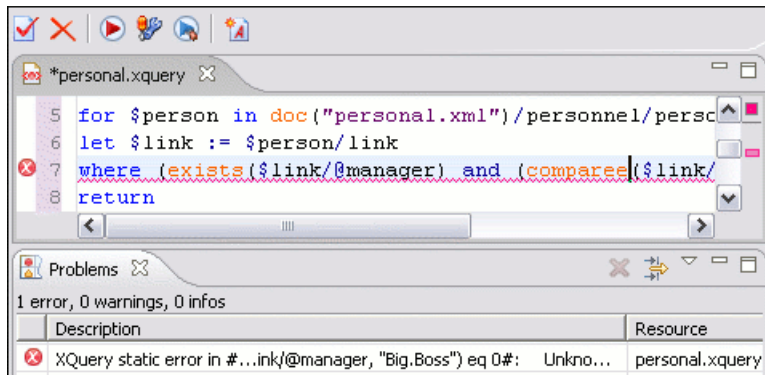 *personal.xquery
5 for $person in doc("personal.xml")/personnel/perso
6 let $link := $person/link
7 where (exists($link/@manager) and (comparee($link/
8 return
Problems
1 error, 0 warnings, 0 infos
Description Resource
XQuery static error in #...ink/@manager, "Big.Boss") eq 0#: Unkno... personal.xquery